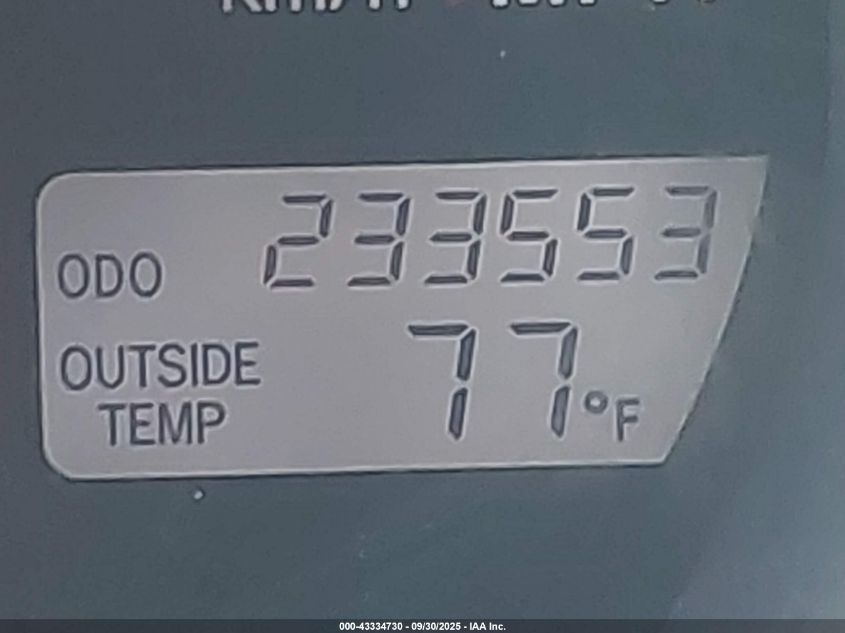 ODO 233553
OUTSIDE
TEMP 77°F
000-43334730 - 09/30/2025 - IAA Inc.